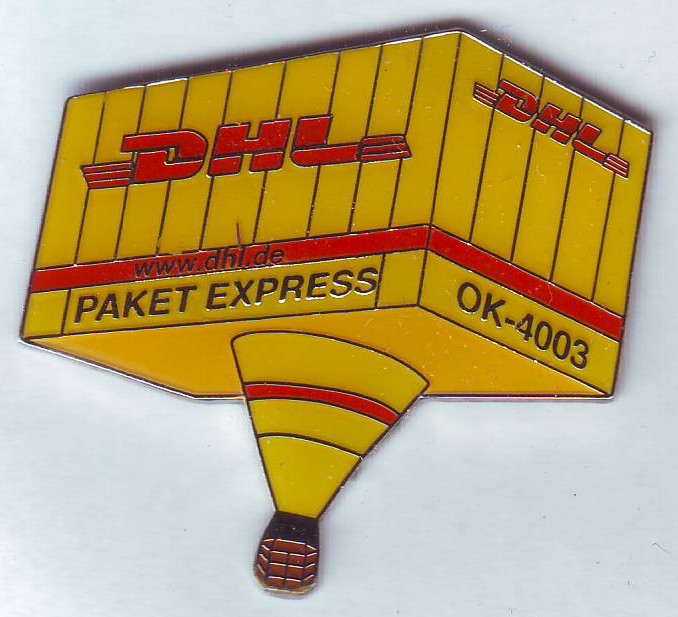 DHL
DHL
www.dhl.de
PAKET EXPRESS
OK-4003